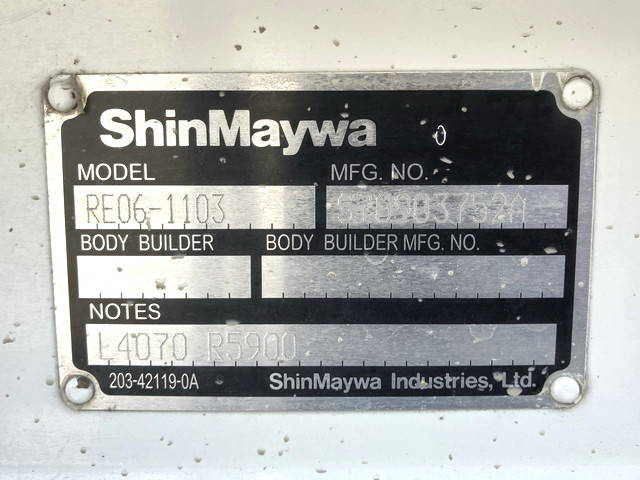 ShinMaywa
MODEL MFG. NO.
RE06-1103
BODY BUILDER BODY BUILDER MFG. NO.
NOTES
L4070 R5900
203-42119-0A ShinMaywa Industries, Ltd.